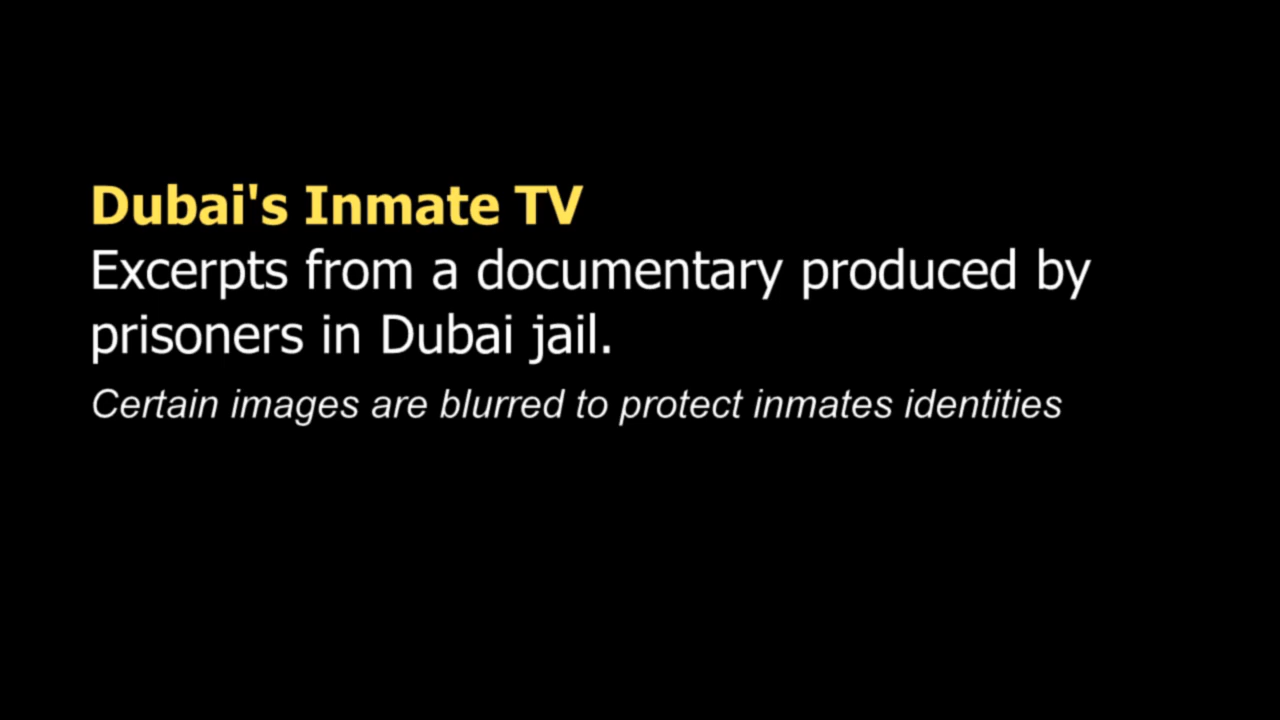 Dubai's Inmate TV
Excerpts from a documentary produced by
prisoners in Dubai jail.
Certain images are blurred to protect inmates identities